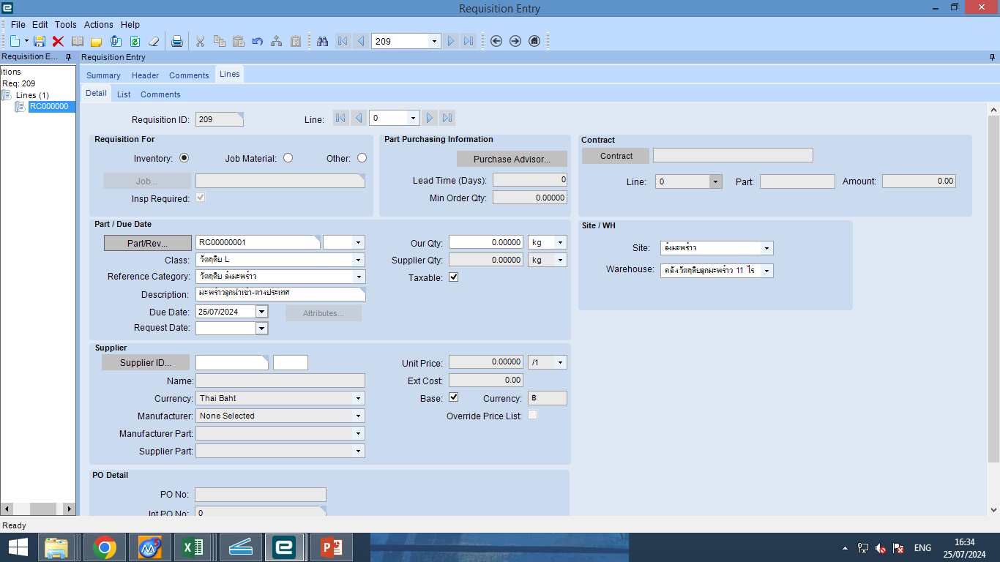 Requisition Entry
File Edit Tools Actions Help
209
Requisition E... Requisition Entry
itions
Req: 209
Lines (1)
RC000000
Summary Header Comments Lines
Detail List Comments
Requisition ID: 209 Line: 0
Requisition For
Inventory: Job Material: Other:
Job...
Insp Required:
Part Purchasing Information
Purchase Advisor...
Lead Time (Days): 0
Min Order Qty: 0.00000
Contract
Contract
Line: 0 Part: Amount: 0.00
Part / Due Date
Part/Rev... RC00000001 Our Qty: 0.00000 kg
Class: วัตถุดิบ L Supplier Qty: 0.00000 kg
Reference Category: วัตถุดิบ ล้งมะพร้าว Taxable:
Description: มะพร้าวลูกนำเข้า-ต่างประเทศ
Due Date: 25/07/2024 Attributes...
Request Date:
Site / WH
Site: ล้งมะพร้าว
Warehouse: คลังวัตถุดิบลูกมะพร้าว 11 ไร่
Supplier
Supplier ID... Unit Price: 0.00000 /1
Name: Ext Cost: 0.00
Currency: Thai Baht Base: Currency: ฿
Manufacturer: None Selected Override Price List:
Manufacturer Part:
Supplier Part:
PO Detail
PO No:
Int PO No: 0
Ready
ENG
16:34
25/07/2024